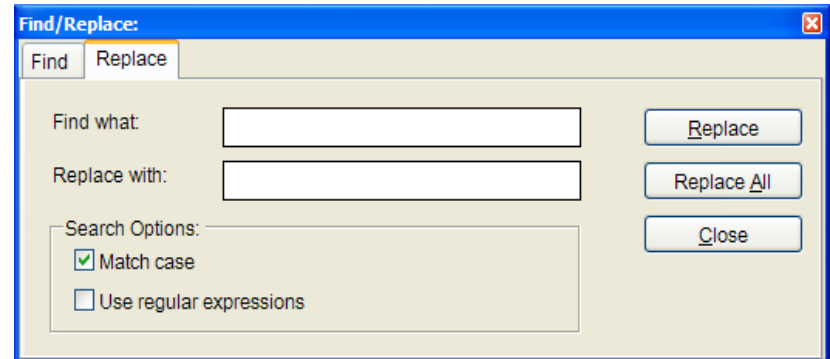 Find/Replace:
Find Replace
Find what:
Replace
Replace with:
Replace All
Search Options:
Close
Match case
Use regular expressions